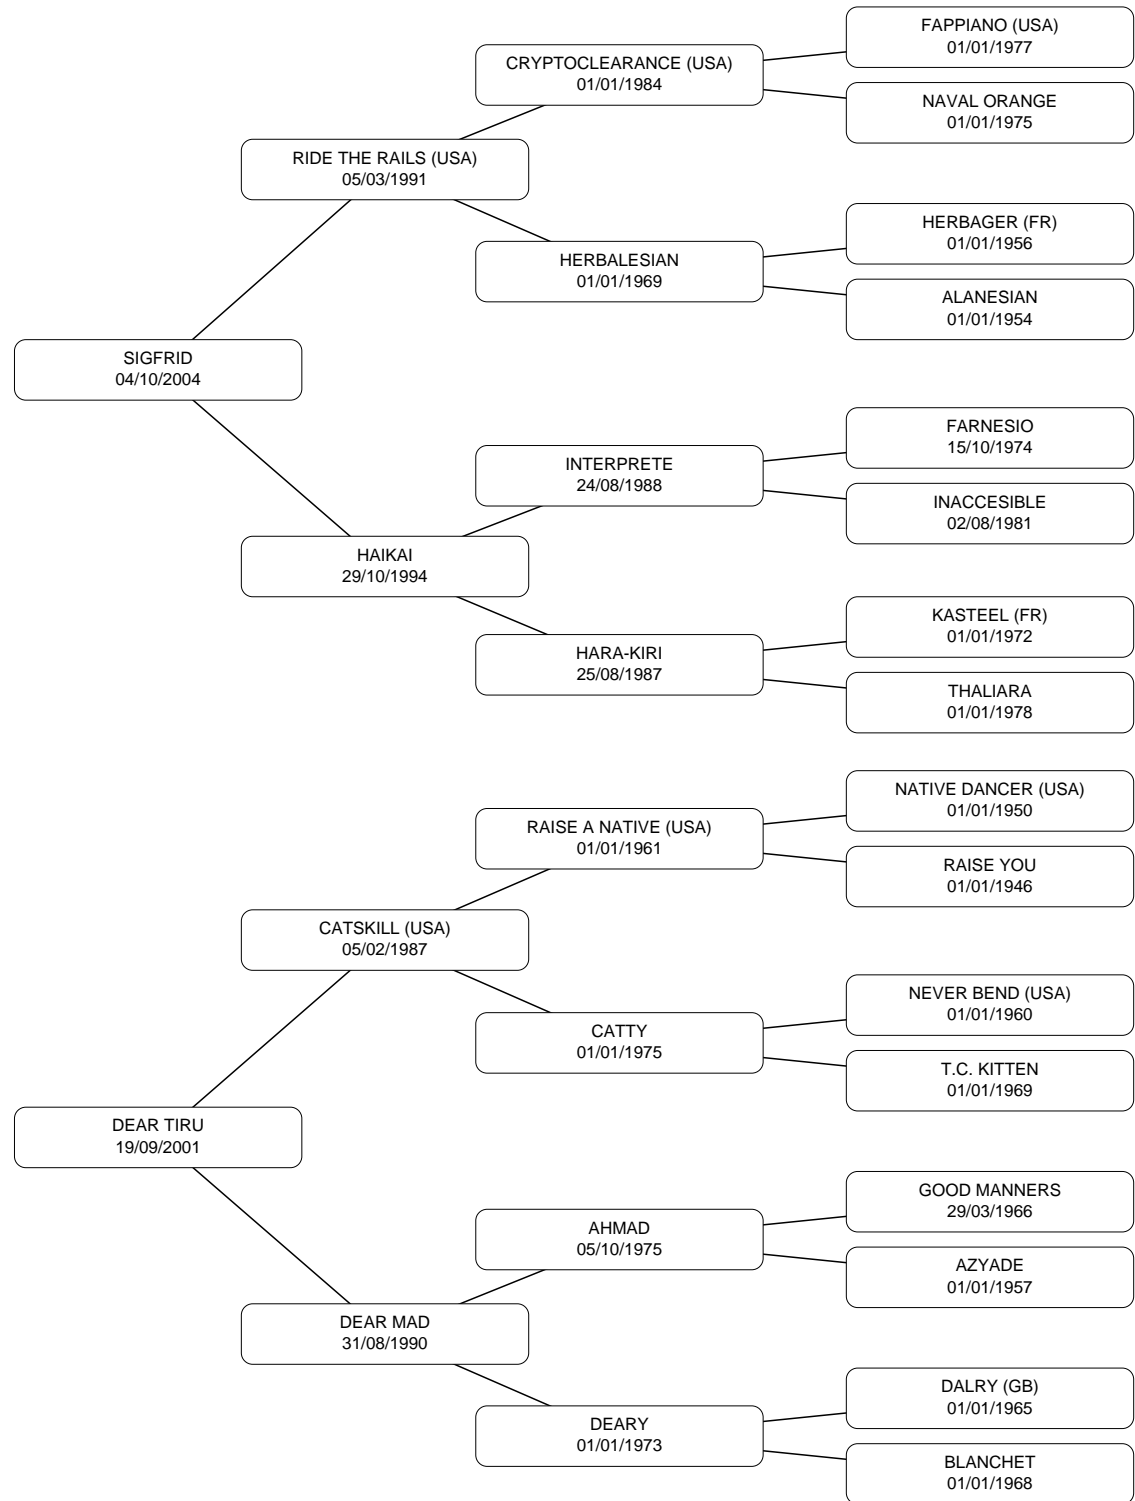 FAPPIANO (USA)
01/01/1977
CRYPTOCLEARANCE (USA)
01/01/1984
NAVAL ORANGE
01/01/1975
RIDE THE RAILS (USA)
05/03/1991
HERBAGER (FR)
01/01/1956
HERBALESIAN
01/01/1969
ALANESIAN
01/01/1954
SIGFRID
04/10/2004
FARNESIO
15/10/1974
INTERPRETE
24/08/1988
INACCESIBLE
02/08/1981
HAIKAI
29/10/1994
KASTEEL (FR)
01/01/1972
HARA-KIRI
25/08/1987
THALIARA
01/01/1978
NATIVE DANCER (USA)
01/01/1950
RAISE A NATIVE (USA)
01/01/1961
RAISE YOU
01/01/1946
CATSKILL (USA)
05/02/1987
NEVER BEND (USA)
01/01/1960
CATTY
01/01/1975
T.C. KITTEN
01/01/1969
DEAR TIRU
19/09/2001
GOOD MANNERS
29/03/1966
AHMAD
05/10/1975
AZYADE
01/01/1957
DEAR MAD
31/08/1990
DALRY (GB)
01/01/1965
DEARY
01/01/1973
BLANCHET
01/01/1968